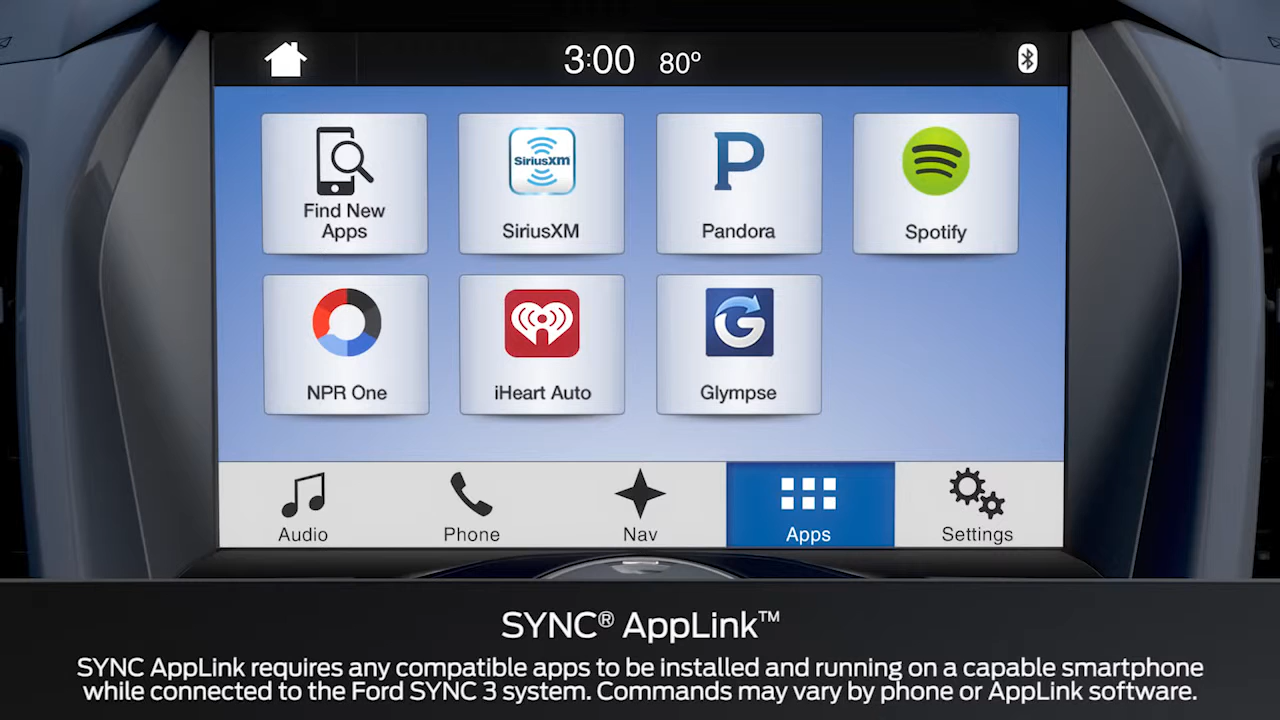 3:00 80°
Find New
Apps
SiriusXM
SiriusXM
Pandora
Spotify
NPR One
iHeart Auto
Glympse
Audio
Phone
Nav
Apps
Settings
SYNC® AppLink™
SYNC AppLink requires any compatible apps to be installed and running on a capable smartphone
while connected to the Ford SYNC 3 system. Commands may vary by phone or AppLink software.